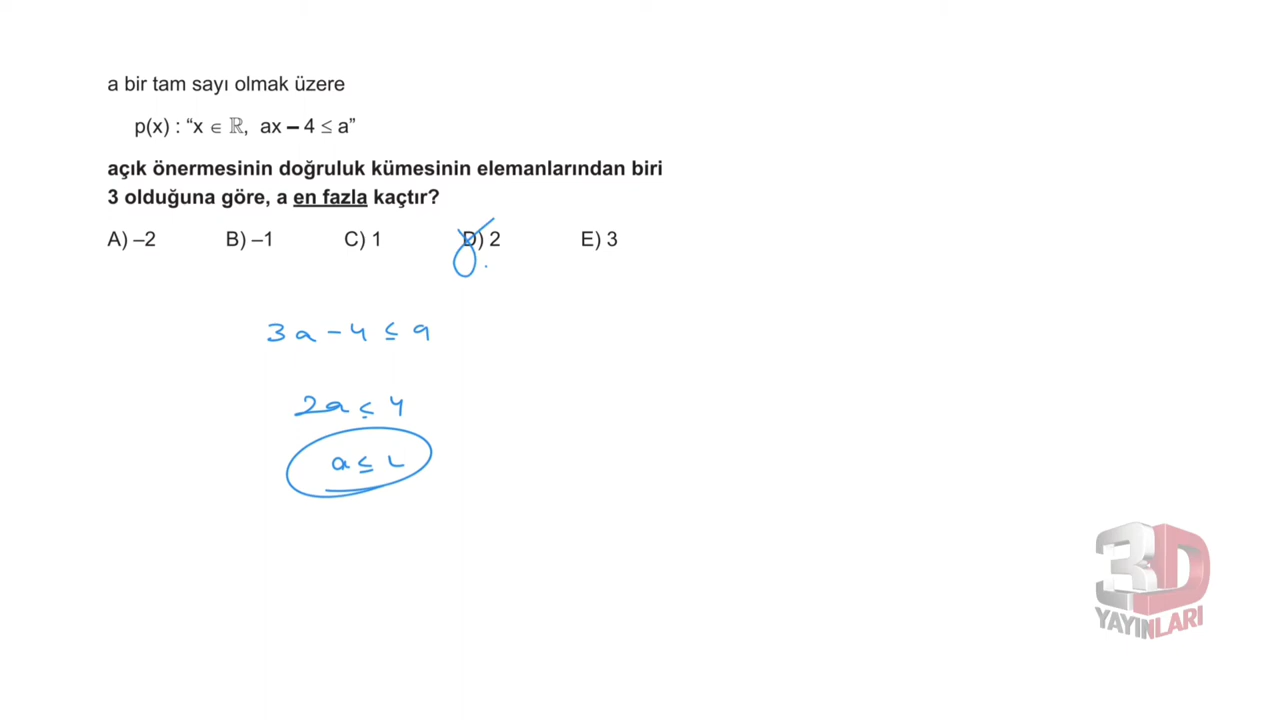 a bir tam sayı olmak üzere
p(x) : “x ∈ ℝ, ax – 4 ≤ a”
açık önermesinin doğruluk kümesinin elemanlarından biri
3 olduğuna göre, a en fazla kaçtır?
A) –2 B) –1 C) 1 D) 2 E) 3
3a - 4 ≤ a
2a ≤ 4
a ≤ 2
3D
YAYINLARI